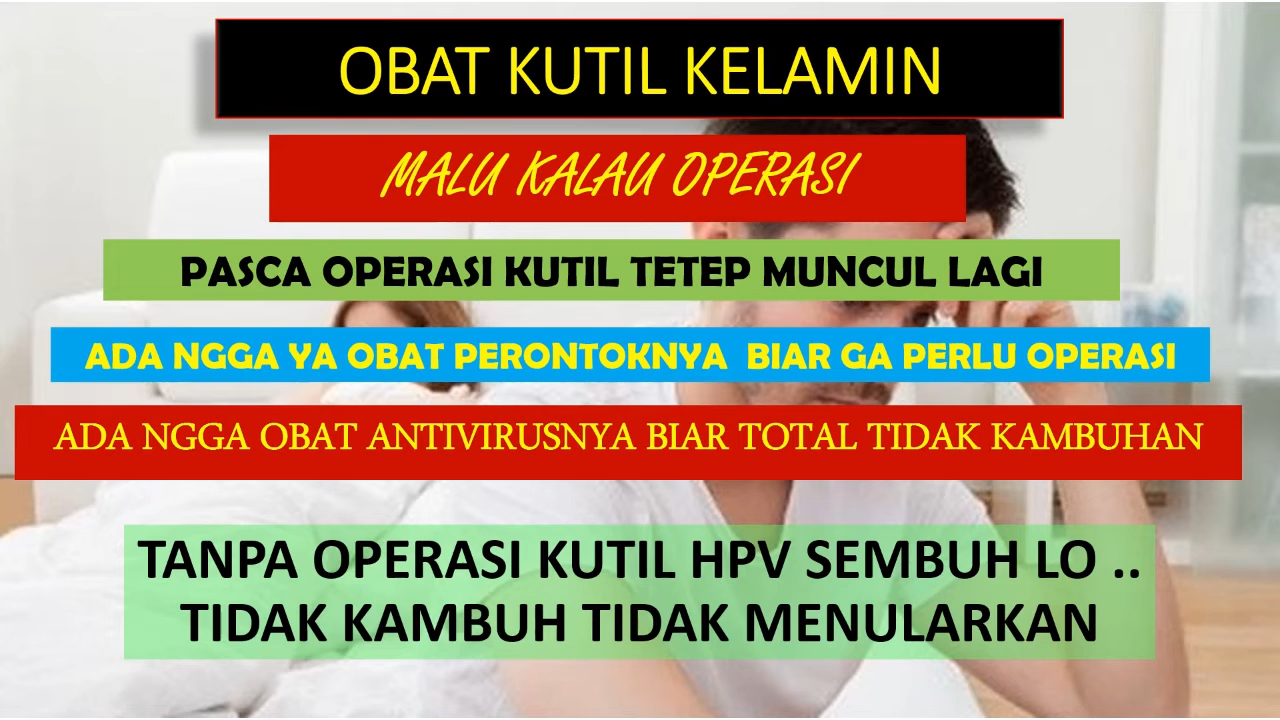 OBAT KUTIL KELAMIN
MALU KALAU OPERASI
PASCA OPERASI KUTIL TETEP MUNCUL LAGI
ADA NGGA YA OBAT PERONTOKNYA BIAR GA PERLU OPERASI
ADA NGGA OBAT ANTIVIRUSNYA BIAR TOTAL TIDAK KAMBUHAN
TANPA OPERASI KUTIL HPV SEMBUH LO ..
TIDAK KAMBUH TIDAK MENULARKAN